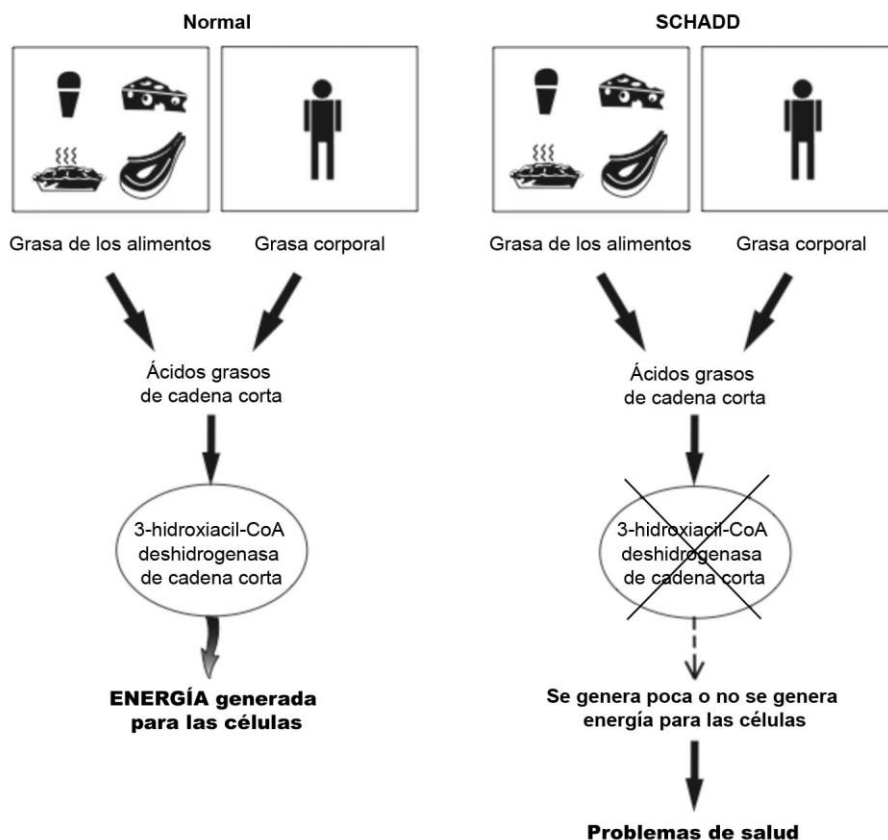 Normal
Grasa de los alimentos
Grasa corporal
Ácidos grasos
de cadena corta
3-hidroxiacil-CoA
deshidrogenasa
de cadena corta
ENERGÍA generada
para las células
SCHADD
Grasa de los alimentos
Grasa corporal
Ácidos grasos
de cadena corta
3-hidroxiacil-CoA
deshidrogenasa
de cadena corta
Se genera poca o no se genera
energía para las células
Problemas de salud